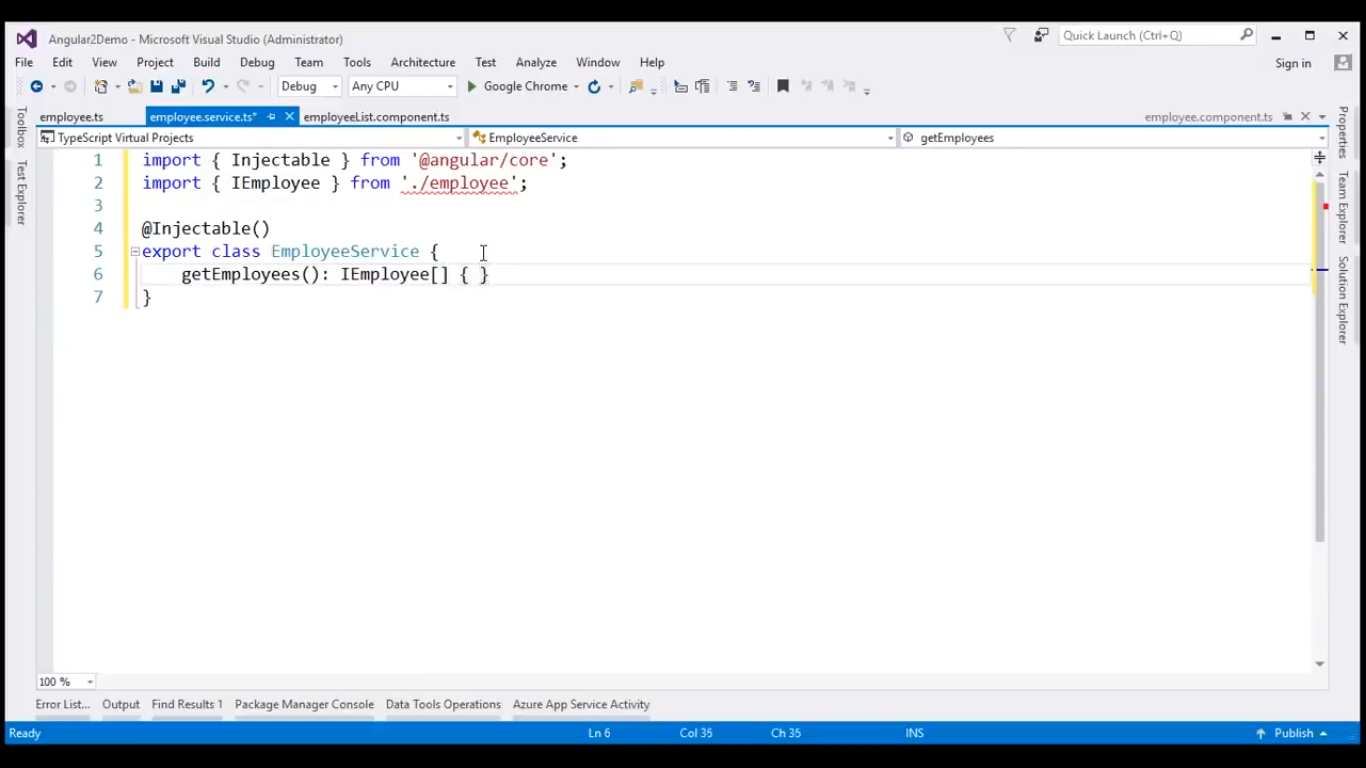 Angular2Demo - Microsoft Visual Studio (Administrator)
Quick Launch (Ctrl+Q)
File Edit View Project Build Debug Team Tools Architecture Test Analyze Window Help
Sign in
Debug Any CPU Google Chrome
employee.ts employee.service.ts* employeeList.component.ts employee.component.ts
TypeScript Virtual Projects EmployeeService getEmployees
1 import { Injectable } from '@angular/core';
2 import { IEmployee } from './employee';
3
4 @Injectable()
5 export class EmployeeService {
6 getEmployees(): IEmployee[] { }
7 }
Toolbox
Test Explorer
Properties
Team Explorer
Solution Explorer
100 %
Error List... Output Find Results 1 Package Manager Console Data Tools Operations Azure App Service Activity
Ready Ln 6 Col 35 Ch 35 INS Publish